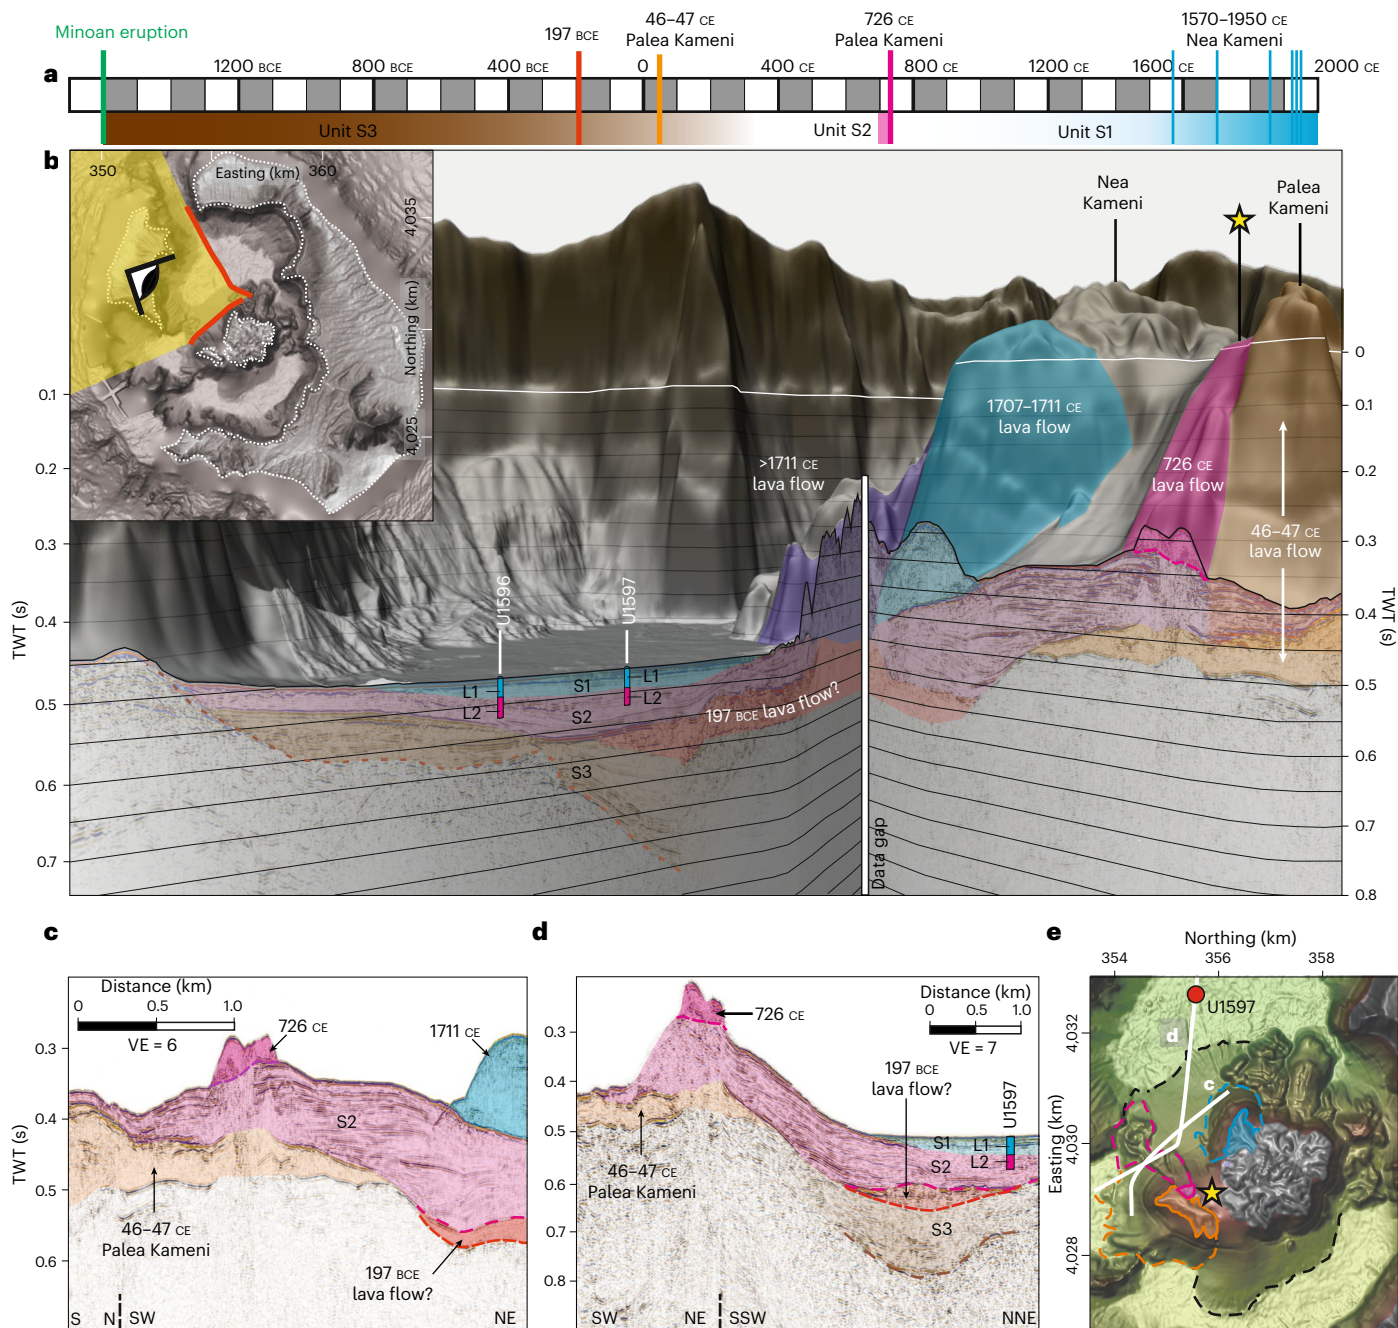 Minoan eruption
197 BCE
46–47 CE
Palea Kameni
726 CE
Palea Kameni
1570–1950 CE
Nea Kameni
a
1200 BCE
800 BCE
400 BCE
0
400 CE
800 CE
1200 CE
1600 CE
2000 CE
Unit S3
Unit S2
Unit S1
b
350
Easting (km)
360
4,035
Northing (km)
4,025
Nea
Kameni
Palea
Kameni
0
0.1
0.2
0.3
0.4
0.5
0.6
0.7
TWT (s)
0.1
0.2
0.3
0.4
0.5
0.6
0.7
0.8
TWT (s)
1707–1711 CE
lava flow
>1711 CE
lava flow
726 CE
lava flow
46–47 CE
lava flow
U1596
U1597
L1
L2
S1
L1
L2
S2
197 BCE lava flow?
S3
Data gap
c
Distance (km)
0
0.5
1.0
VE = 6
726 CE
1711 CE
0.3
0.4
0.5
0.6
TWT (s)
S2
46–47 CE
Palea Kameni
197 BCE
lava flow?
S
N
SW
NE
d
Distance (km)
0
0.5
1.0
VE = 7
726 CE
0.3
0.4
0.5
0.6
0.7
0.8
197 BCE
lava flow?
U1597
S1
L1
S2
L2
S3
46–47 CE
Palea Kameni
SW
NE
SSW
NNE
e
Northing (km)
354
356
358
U1597
d
c
4,032
4,030
4,028
Easting (km)